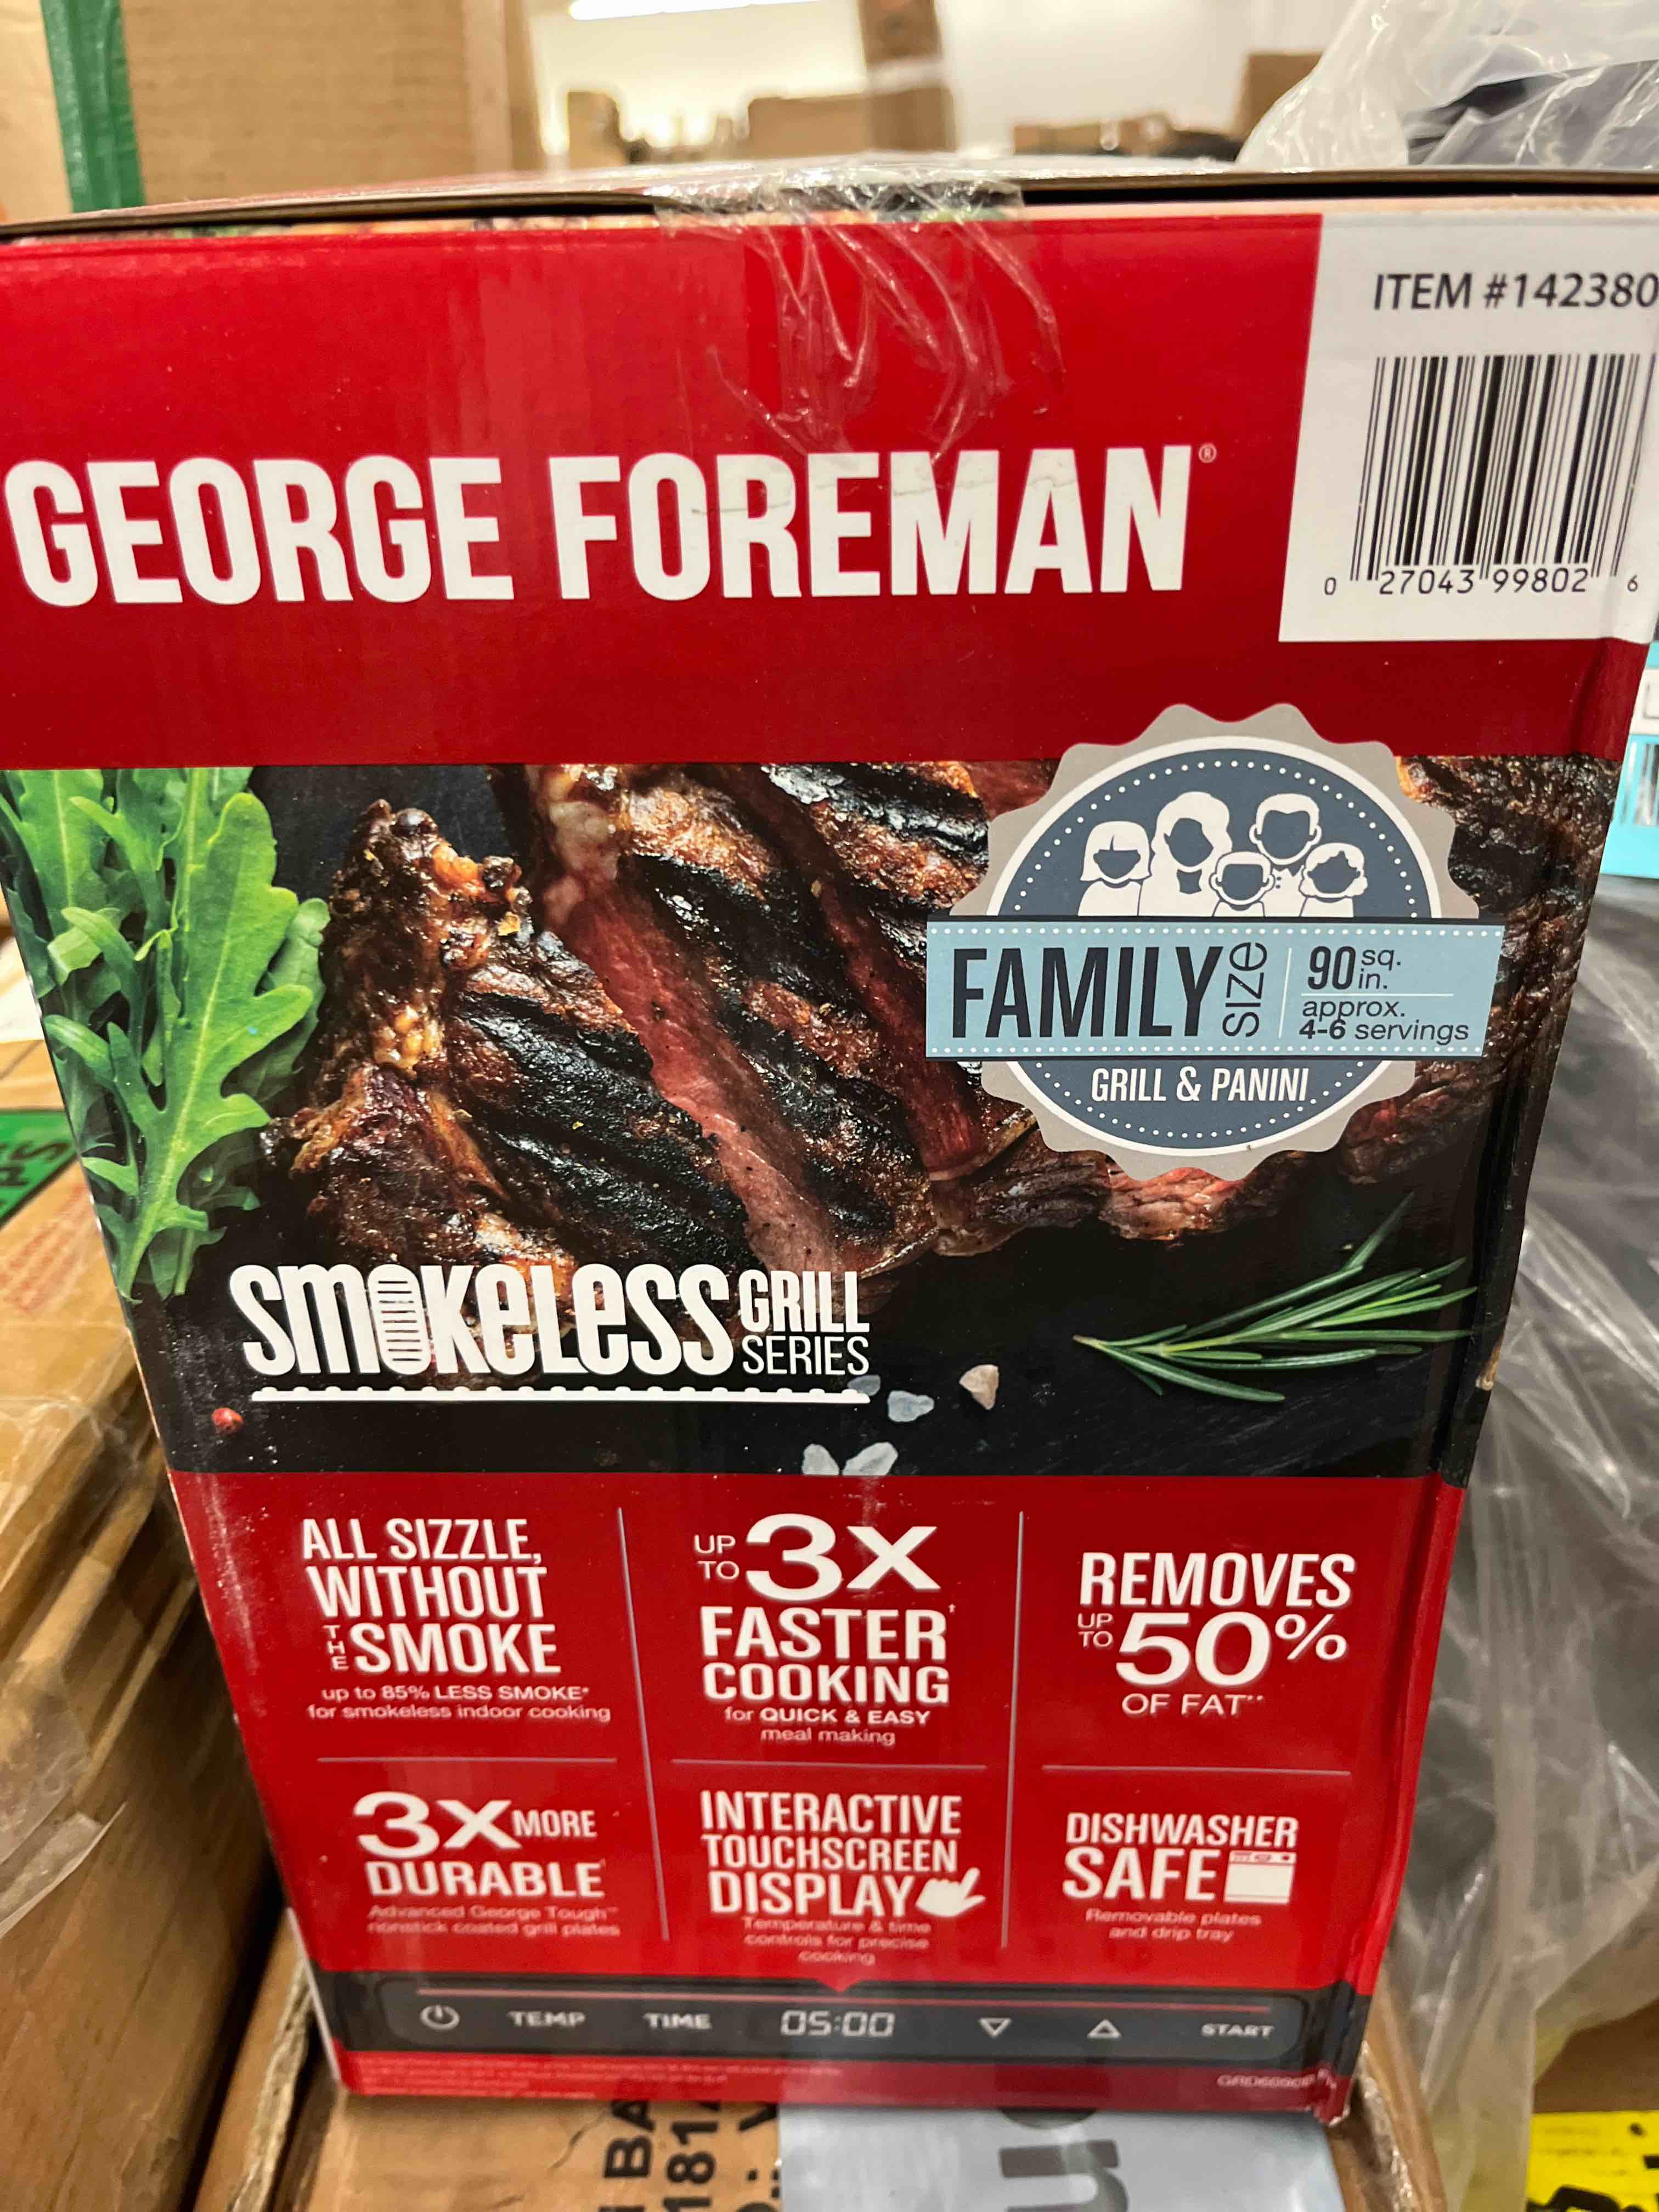 ITEM #142380
0 27043 99802 6
GEORGE FOREMAN®
FAMILY SIZE
90 sq. in.
approx.
4-6 servings
GRILL & PANINI
SMOKELESS GRILL SERIES
ALL SIZZLE,
WITHOUT
THE SMOKE
up to 85% LESS SMOKE*
for smokeless indoor cooking
UP TO 3X
FASTER†
COOKING
for QUICK & EASY
meal making
REMOVES
UP TO 50%
OF FAT**
3X MORE
DURABLE
Advanced George Tough™
nonstick coated grill plates
INTERACTIVE
TOUCHSCREEN
DISPLAY
Temperature & time
controls for precise
cooking
DISHWASHER
SAFE
Removable plates
and drip tray
TEMP TIME 05:00 START
BA
181